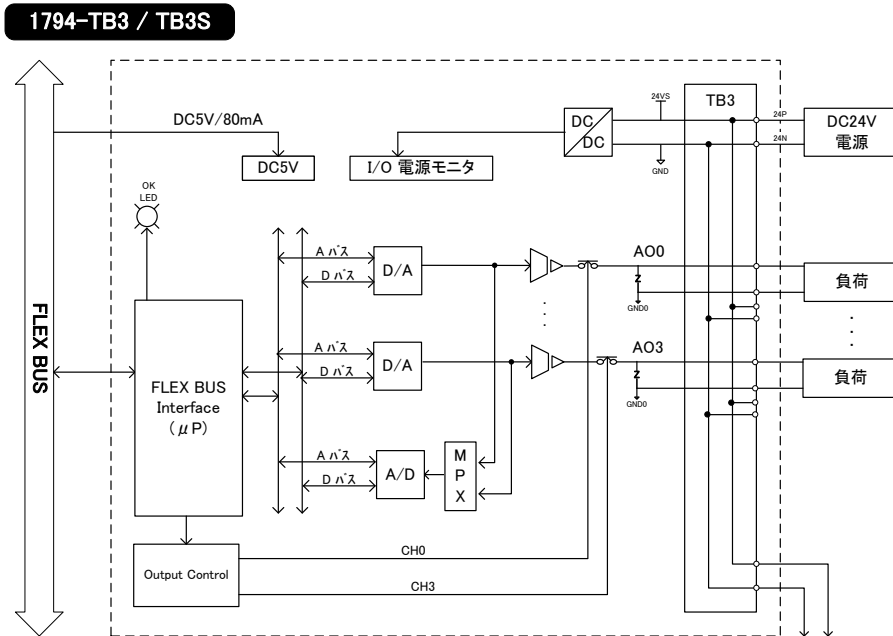 1794-TB3 / TB3S
DC5V/80mA
DC5V
I/O 電源モニタ
DC
DC
24VS
GND
TB3
24P
24N
DC24V
電源
OK
LED
FLEX BUS
FLEX BUS
Interface
(μP)
A バス
D バス
D/A
AO0
GND0
負荷
A バス
D バス
D/A
AO3
GND0
負荷
A バス
D バス
A/D
M
P
X
Output Control
CH0
CH3